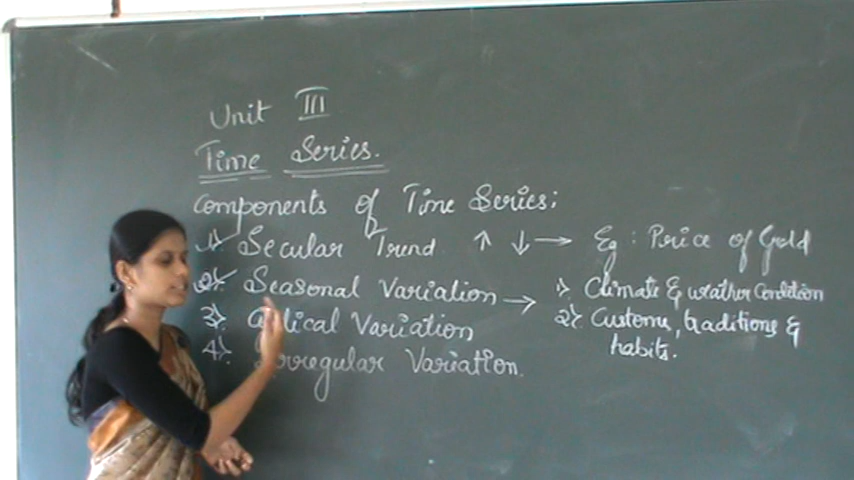 Unit III
Time Series.
Components of Time Series:
1) Secular Trend ↑ ↓ → Eg: Price of Gold
2) Seasonal Variation → 1) Climate & weather Condition
2) Customs, traditions & habits.
3) Variation
4) Irregular Variation.